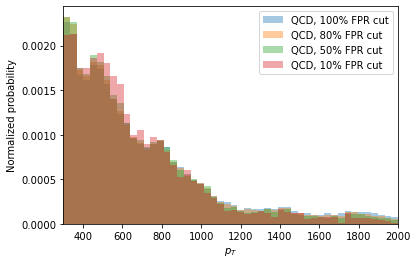 QCD, 100% FPR cut
QCD, 80% FPR cut
QCD, 50% FPR cut
QCD, 10% FPR cut
Normalized probability
0.0020
0.0015
0.0010
0.0005
0.0000
400 600 800 1000 1200 1400 1600 1800 2000
p_T